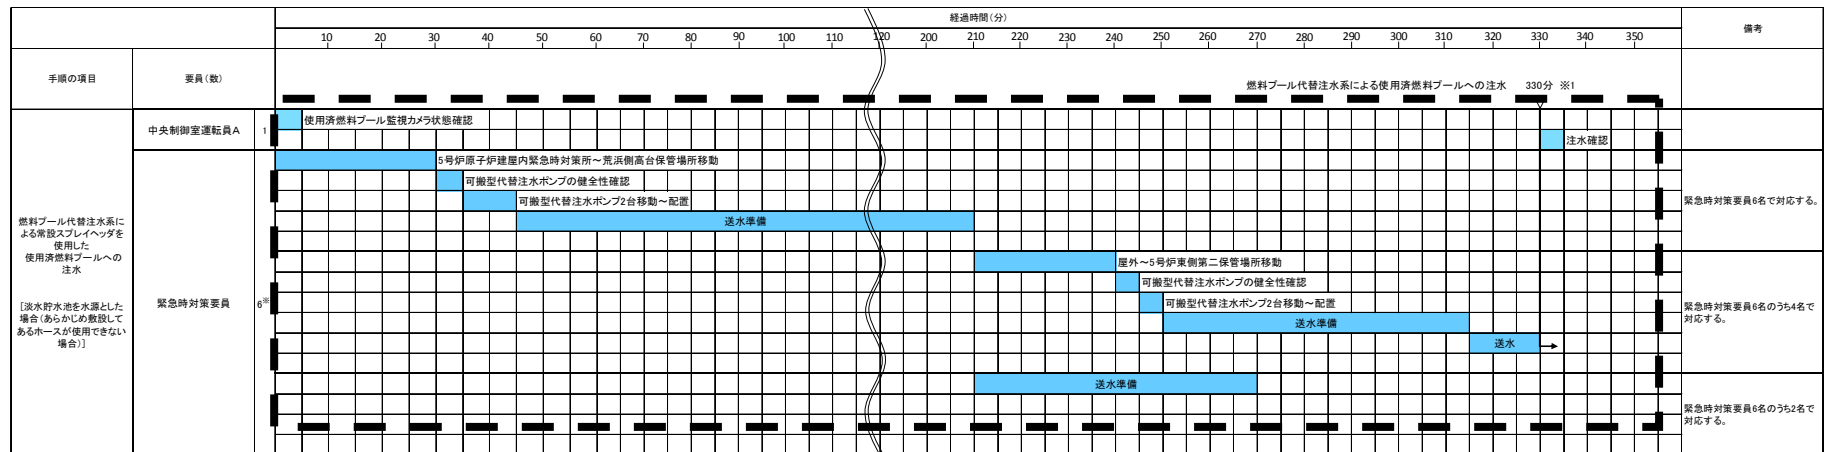 経過時間(分)
備考
10 20 30 40 50 60 70 80 90 100 110 120 200 210 220 230 240 250 260 270 280 290 300 310 320 330 340 350
手順の項目
要員(数)
燃料プール代替注水系による使用済燃料プールへの注水 330分 ※1
中央制御室運転員A
1
使用済燃料プール監視カメラ状態確認
注水確認
5号炉原子炉建屋内緊急時対策所～荒浜側高台保管場所移動
可搬型代替注水ポンプの健全性確認
可搬型代替注水ポンプ2台移動～配置
送水準備
緊急時対策要員6名で対応する。
燃料プール代替注水系に
よる常設スプレイヘッダを
使用した
使用済燃料プールへの
注水
[淡水貯水池を水源とした
場合(あらかじめ敷設して
あるホースが使用できない
場合)]
緊急時対策要員
6※
屋外～5号炉東側第二保管場所移動
可搬型代替注水ポンプの健全性確認
可搬型代替注水ポンプ2台移動～配置
送水準備
送水
緊急時対策要員6名のうち4名で
対応する。
送水準備
緊急時対策要員6名のうち2名で
対応する。